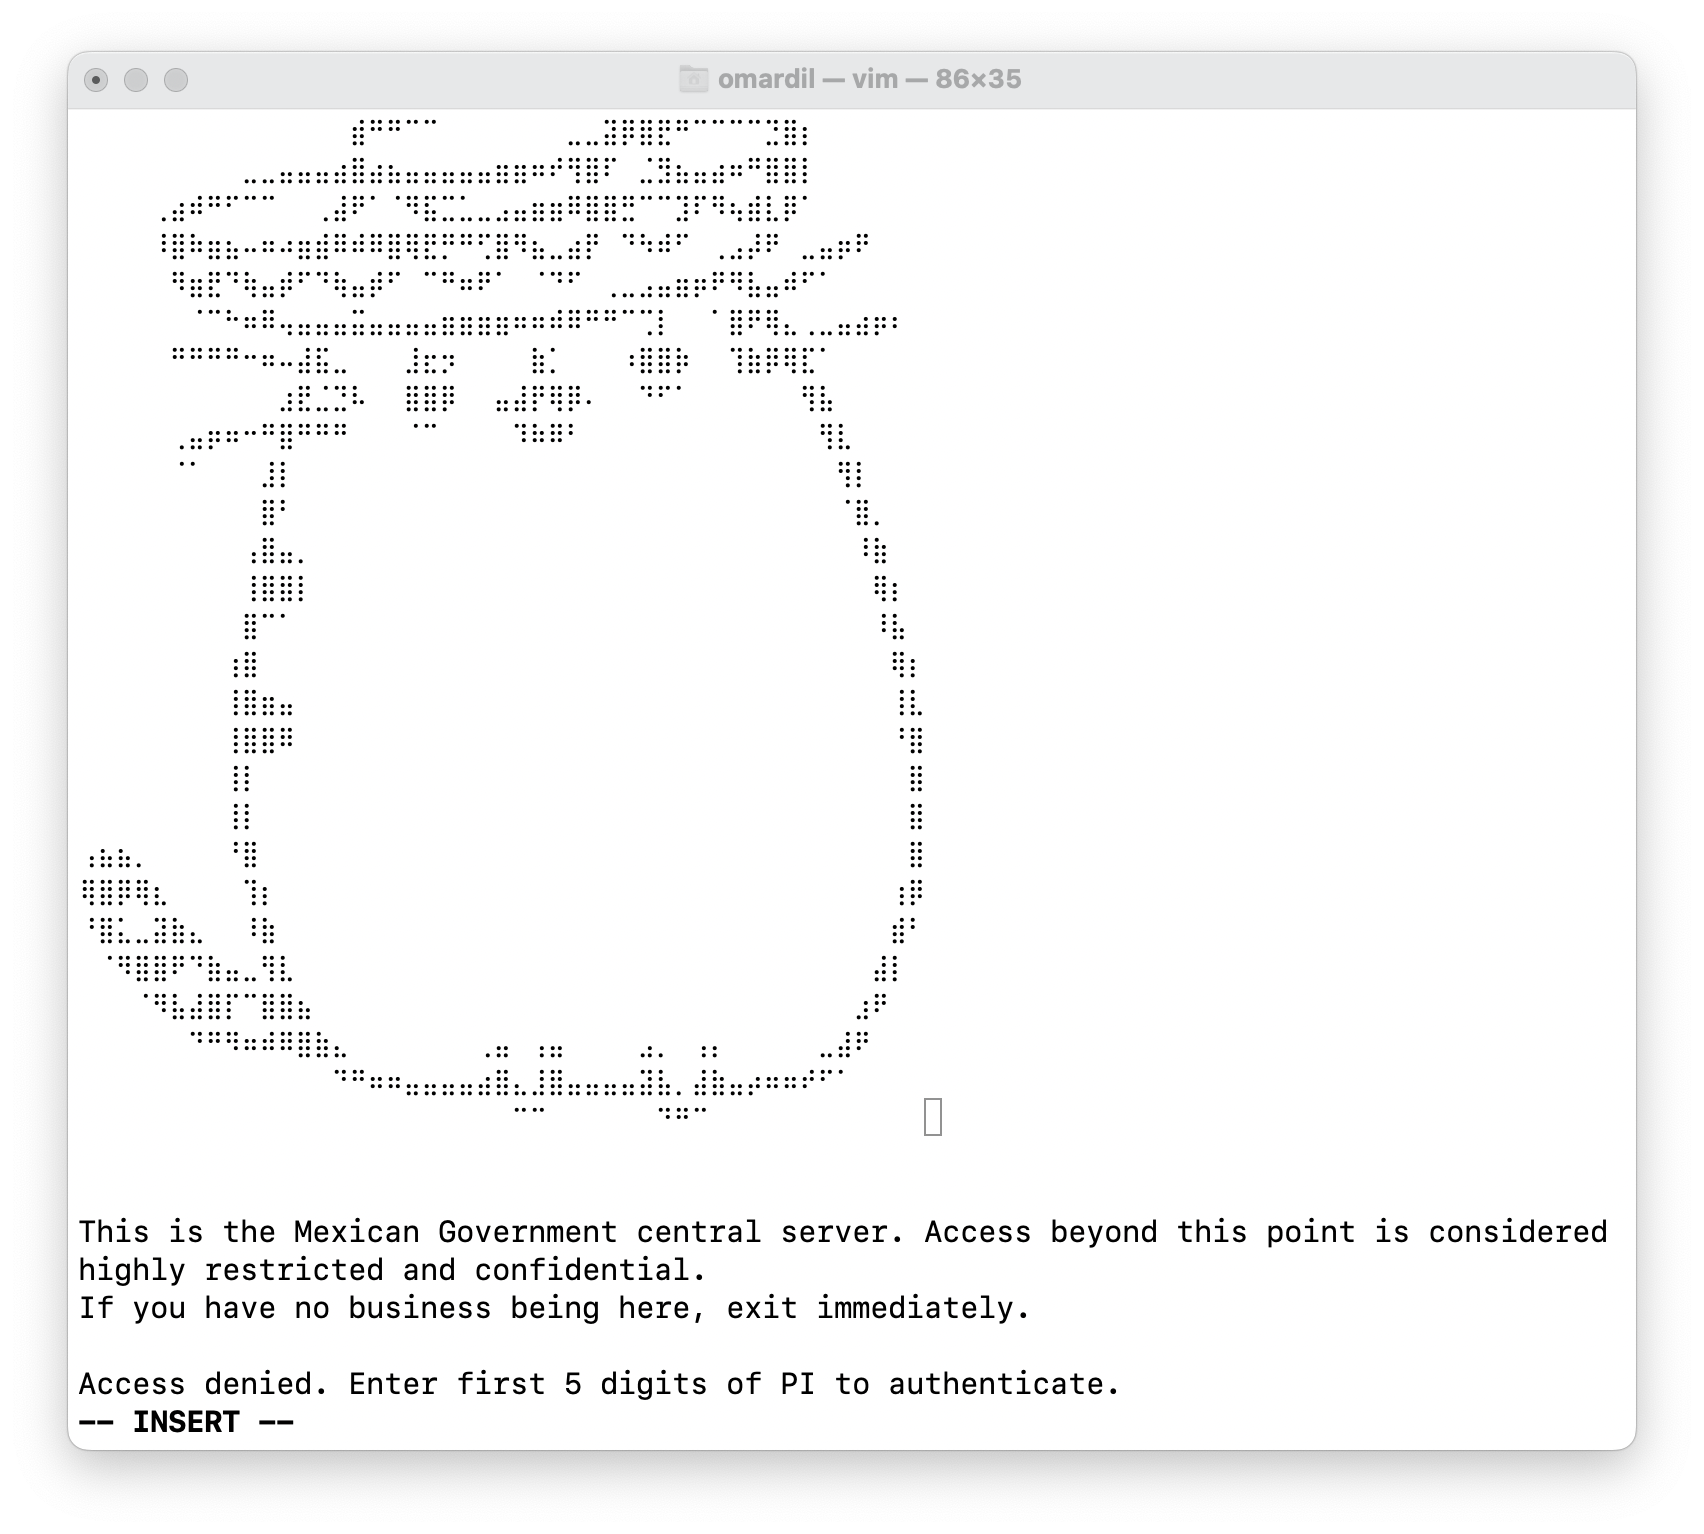 omardil — vim — 86×35
This is the Mexican Government central server. Access beyond this point is considered
highly restricted and confidential.
If you have no business being here, exit immediately.
Access denied. Enter first 5 digits of PI to authenticate.
-- INSERT --